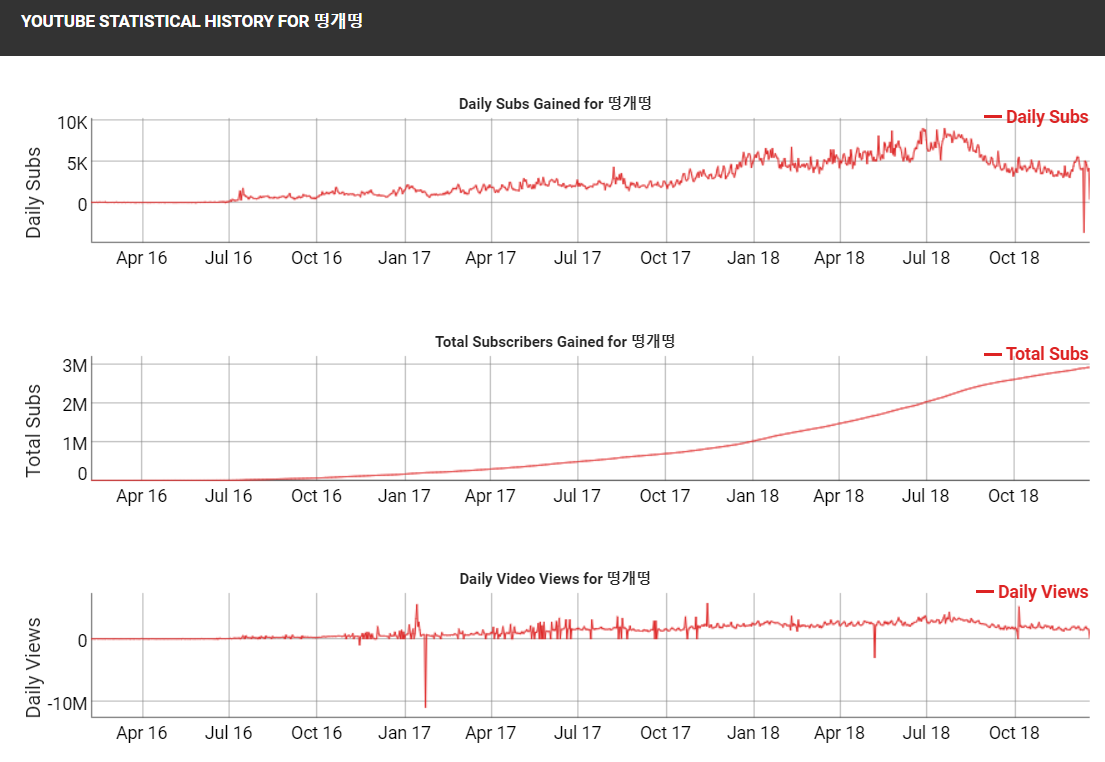 YOUTUBE STATISTICAL HISTORY FOR 떵개떵
Daily Subs Gained for 떵개떵
Daily Subs
Daily Subs
10K
5K
0
Apr 16 Jul 16 Oct 16 Jan 17 Apr 17 Jul 17 Oct 17 Jan 18 Apr 18 Jul 18 Oct 18
Total Subscribers Gained for 떵개떵
Total Subs
Total Subs
3M
2M
1M
0
Apr 16 Jul 16 Oct 16 Jan 17 Apr 17 Jul 17 Oct 17 Jan 18 Apr 18 Jul 18 Oct 18
Daily Video Views for 떵개떵
Daily Views
Daily Views
0
-10M
Apr 16 Jul 16 Oct 16 Jan 17 Apr 17 Jul 17 Oct 17 Jan 18 Apr 18 Jul 18 Oct 18